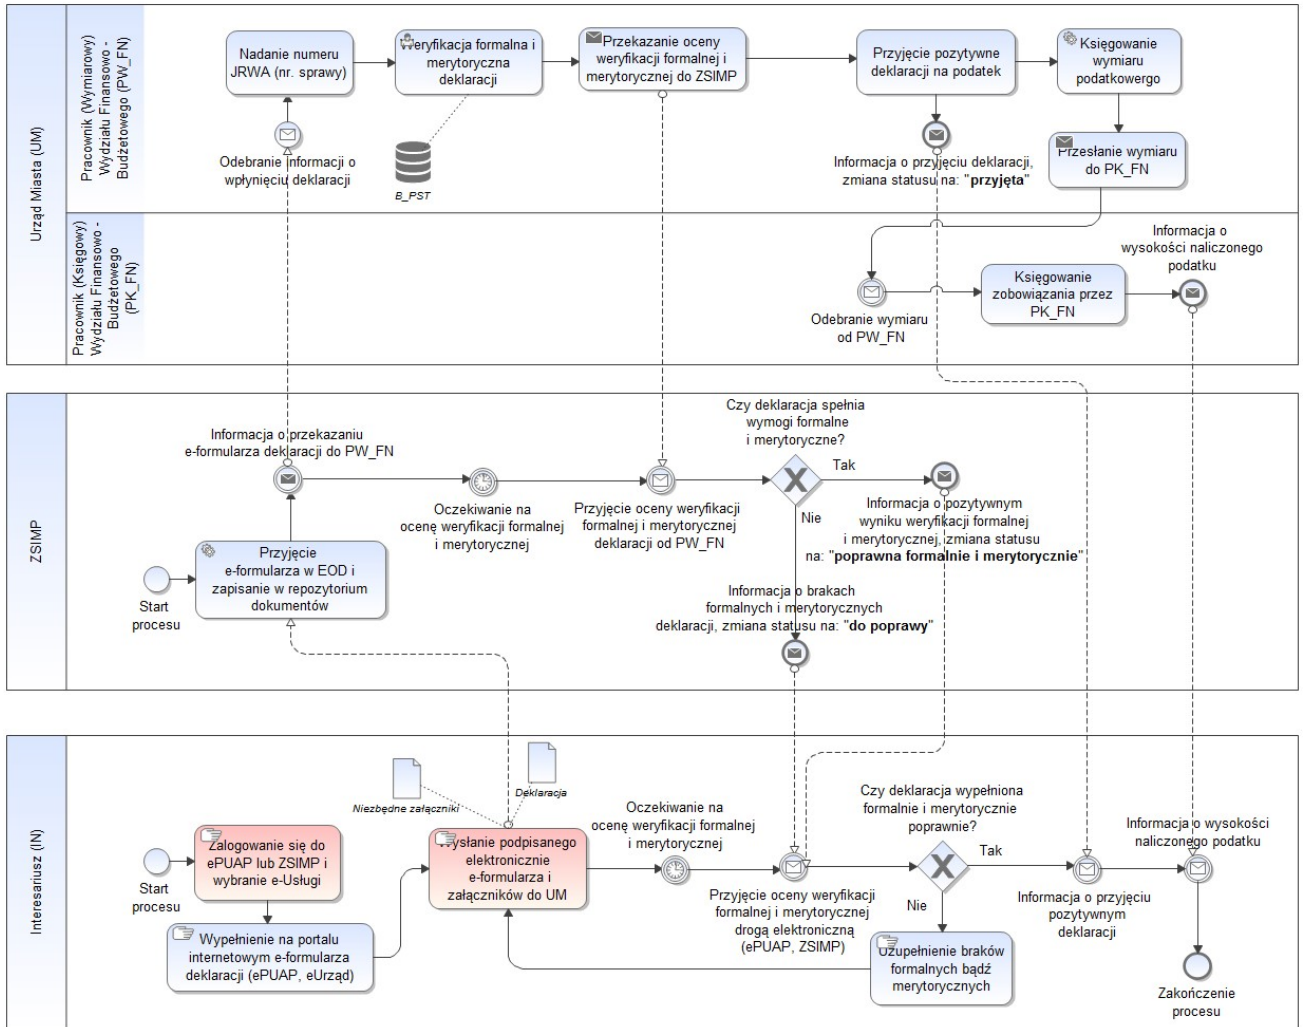 Urząd Miasta (UM)
Pracownik (Wymiarowy)
Wydziału Finansowo -
Budżetowego (PW_FN)
Nadanie numeru
JRWA (nr. sprawy)
eryfikacja formalna i
merytoryczna
deklaracji
Przekazanie oceny
weryfikacji formalnej i
merytorycznej do ZSIMP
Przyjęcie pozytywne
deklaracji na podatek
Księgowanie
wymiaru
podatkowergo
Odebranie informacji o
wpłynięciu deklaracji
B_PST
Informacja o przyjęciu deklaracji,
zmiana statusu na: "przyjęta"
Przesłanie wymiaru
do PK_FN
Pracownik (Księgowy)
Wydziału Finansowo -
Budżetowego
(PK_FN)
Odebranie wymiaru
od PW_FN
Księgowanie
zobowiązania przez
PK_FN
Informacja o
wysokości naliczonego
podatku
ZSIMP
Informacja o przekazaniu
e-formularza deklaracji do PW_FN
Start
procesu
Przyjęcie
e-formularza w EOD i
zapisanie w repozytorium
dokumentów
Oczekiwanie na
ocenę weryfikacji formalnej
i merytorycznej
Przyjęcie oceny weryfikacji
formalnej i merytorycznej
deklaracji od PW_FN
Czy deklaracja spełnia
wymogi formalne
i merytoryczne?
Tak
Nie
Informacja o pozytywnym
wyniku weryfikacji formalnej
i merytorycznej, zmiana statusu
na: "poprawna formalnie i merytorycznie"
Informacja o brakach
formalnych i merytorycznych
deklaracji, zmiana statusu na: "do poprawy"
Interesariusz (IN)
Start
procesu
Zalogowanie się do
ePUAP lub ZSIMP i
wybranie e-Usługi
Wypełnienie na portalu
internetowym e-formularza
deklaracji (ePUAP, eUrząd)
Niezbędne załączniki
Deklaracja
Wysłanie podpisanego
elektronicznie
e-formularza i
załączników do UM
Oczekiwanie na
ocenę weryfikacji formalnej
i merytorycznej
Przyjęcie oceny weryfikacji
formalnej i merytorycznej
drogą elektroniczną
(ePUAP, ZSIMP)
Czy deklaracja wypełniona
formalnie i merytorycznie
poprawnie?
Tak
Nie
Uzupełnienie braków
formalnych bądź
merytorycznych
Informacja o przyjęciu
pozytywnym
deklaracji
Informacja o wysokości
naliczonego podatku
Zakończenie
procesu